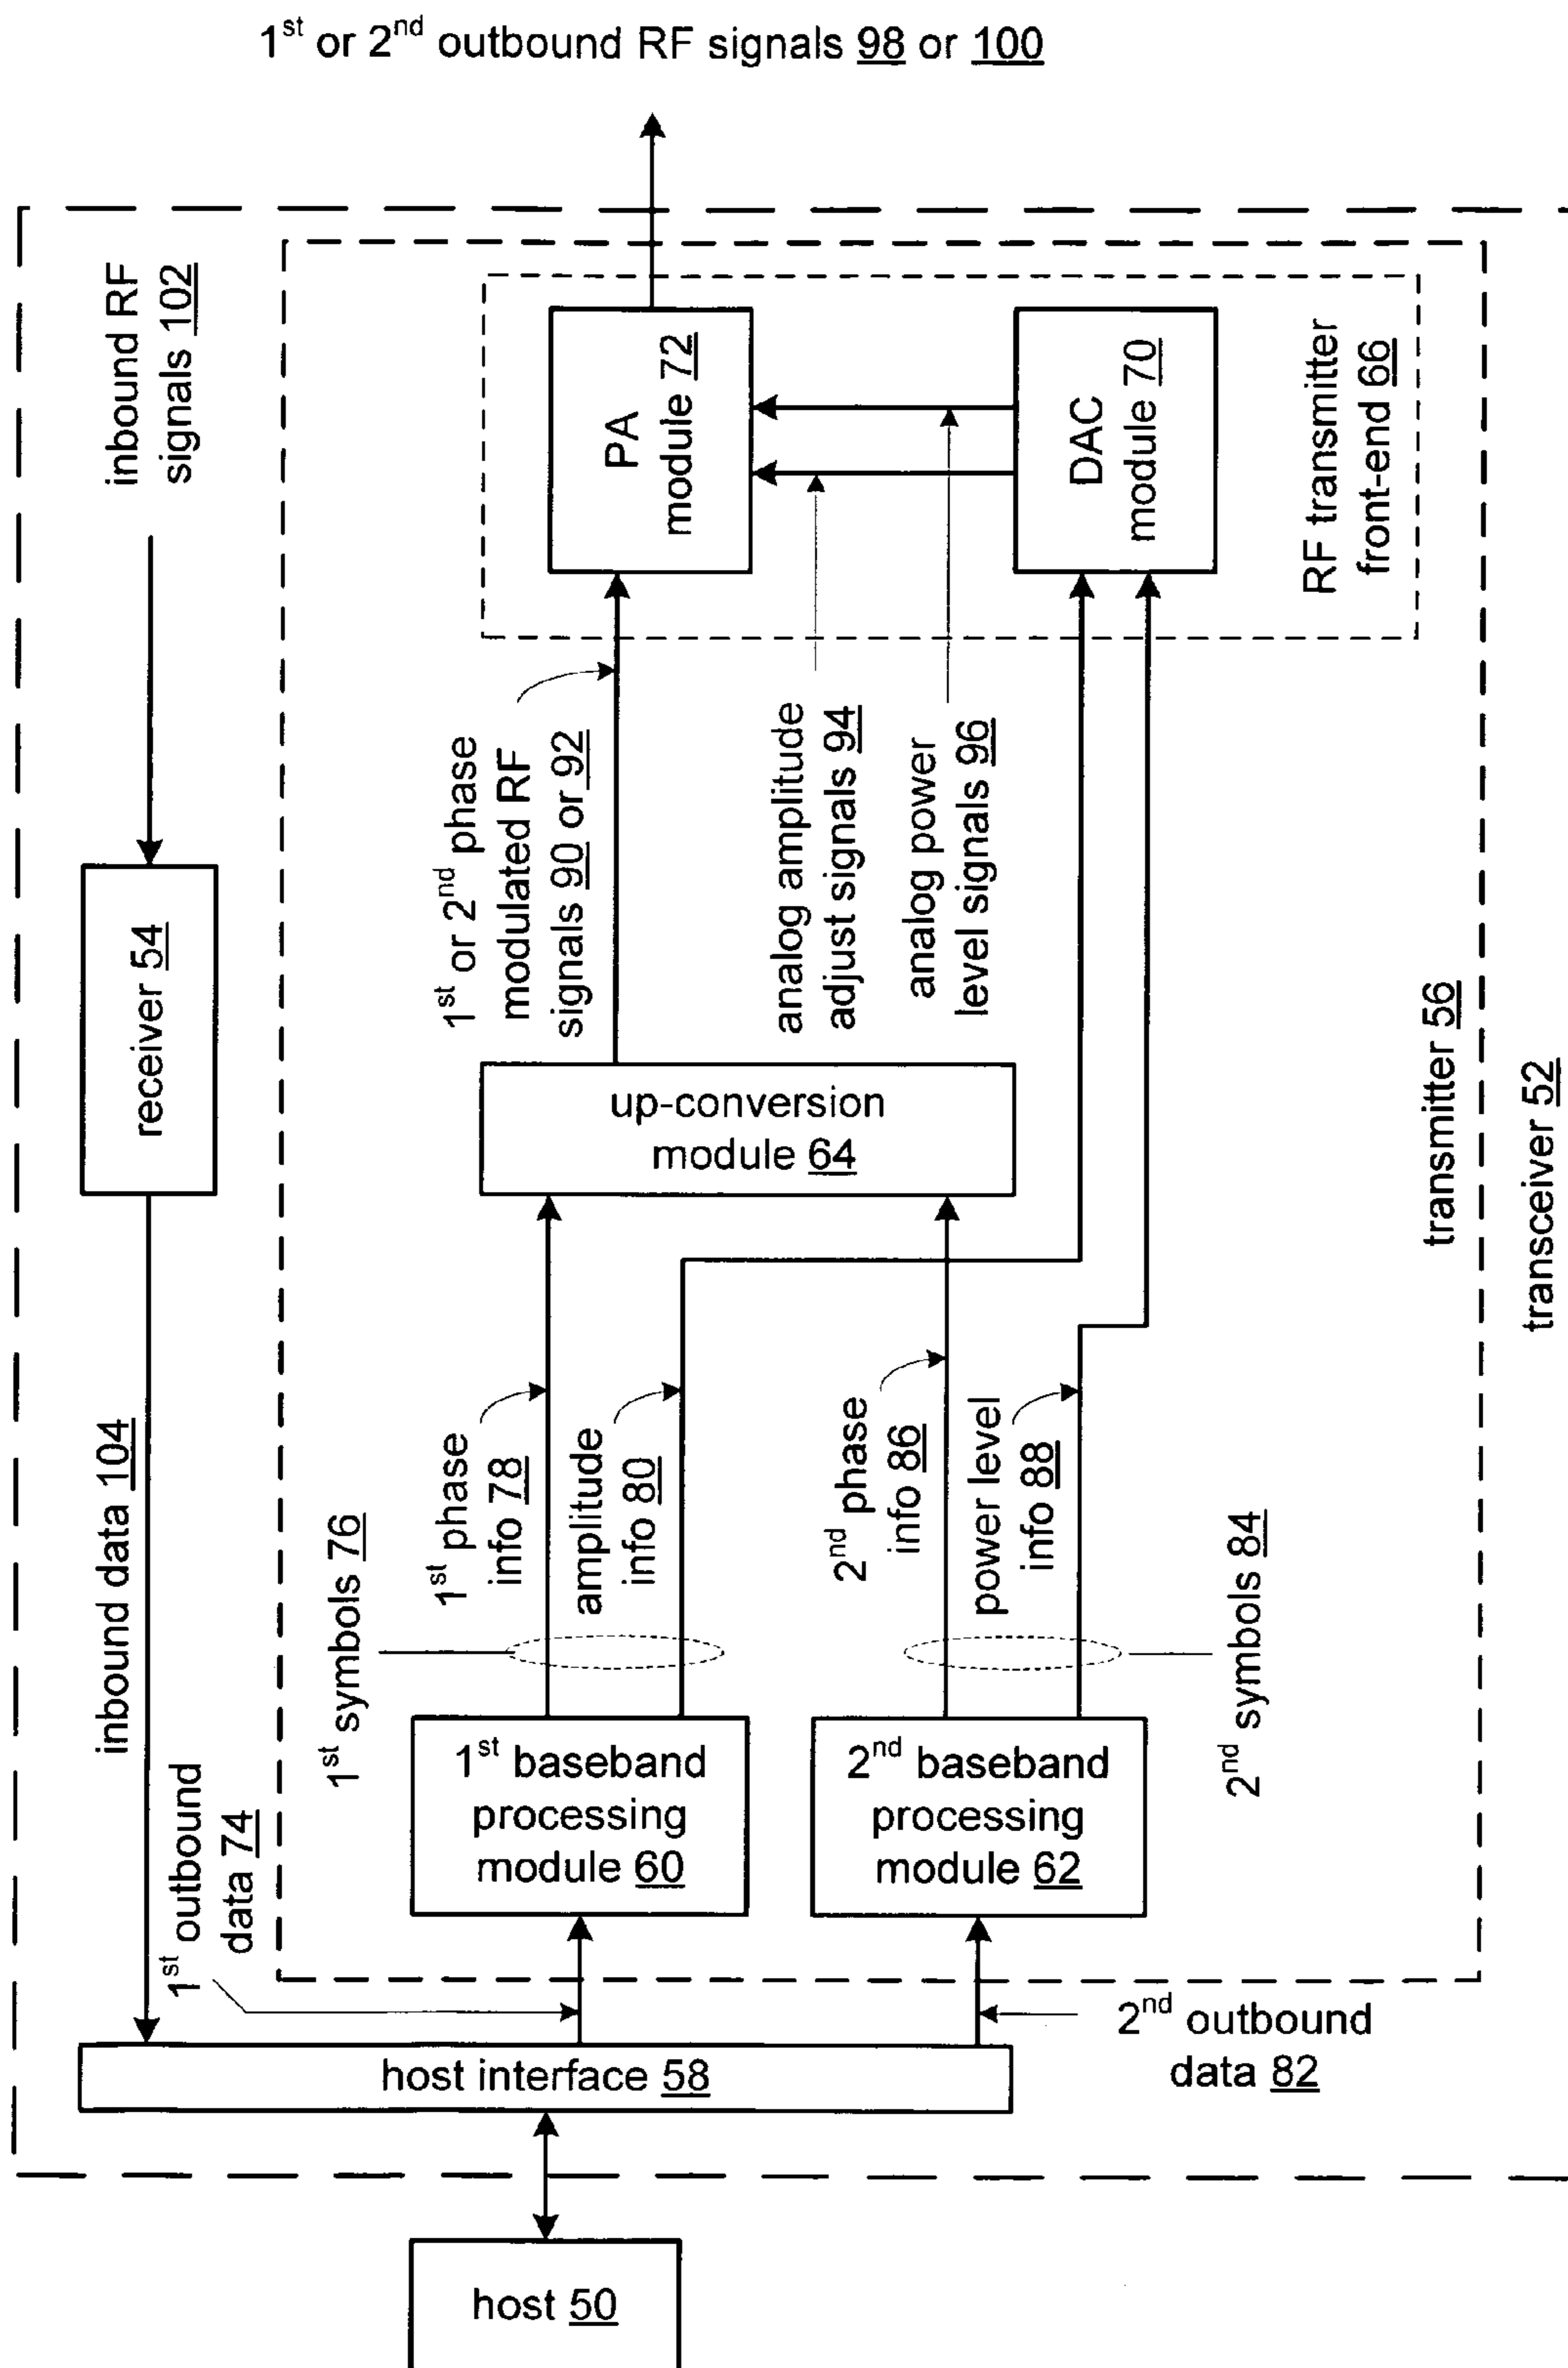 1st or 2nd outbound RF signals 98 or 100
inbound RF
signals 102
PA
module 72
DAC
module 70
RF transmitter
front-end 66
receiver 54
1st or 2nd phase
modulated RF
signals 90 or 92
analog amplitude
adjust signals 94
analog power
level signals 96
up-conversion
module 64
transmitter 56
transceiver 52
inbound data 104
1st symbols 76
1st phase
info 78
amplitude
info 80
2nd phase
info 86
power level
info 88
2nd symbols 84
1st outbound
data 74
1st baseband
processing
module 60
2nd baseband
processing
module 62
host interface 58
2nd outbound
data 82
host 50